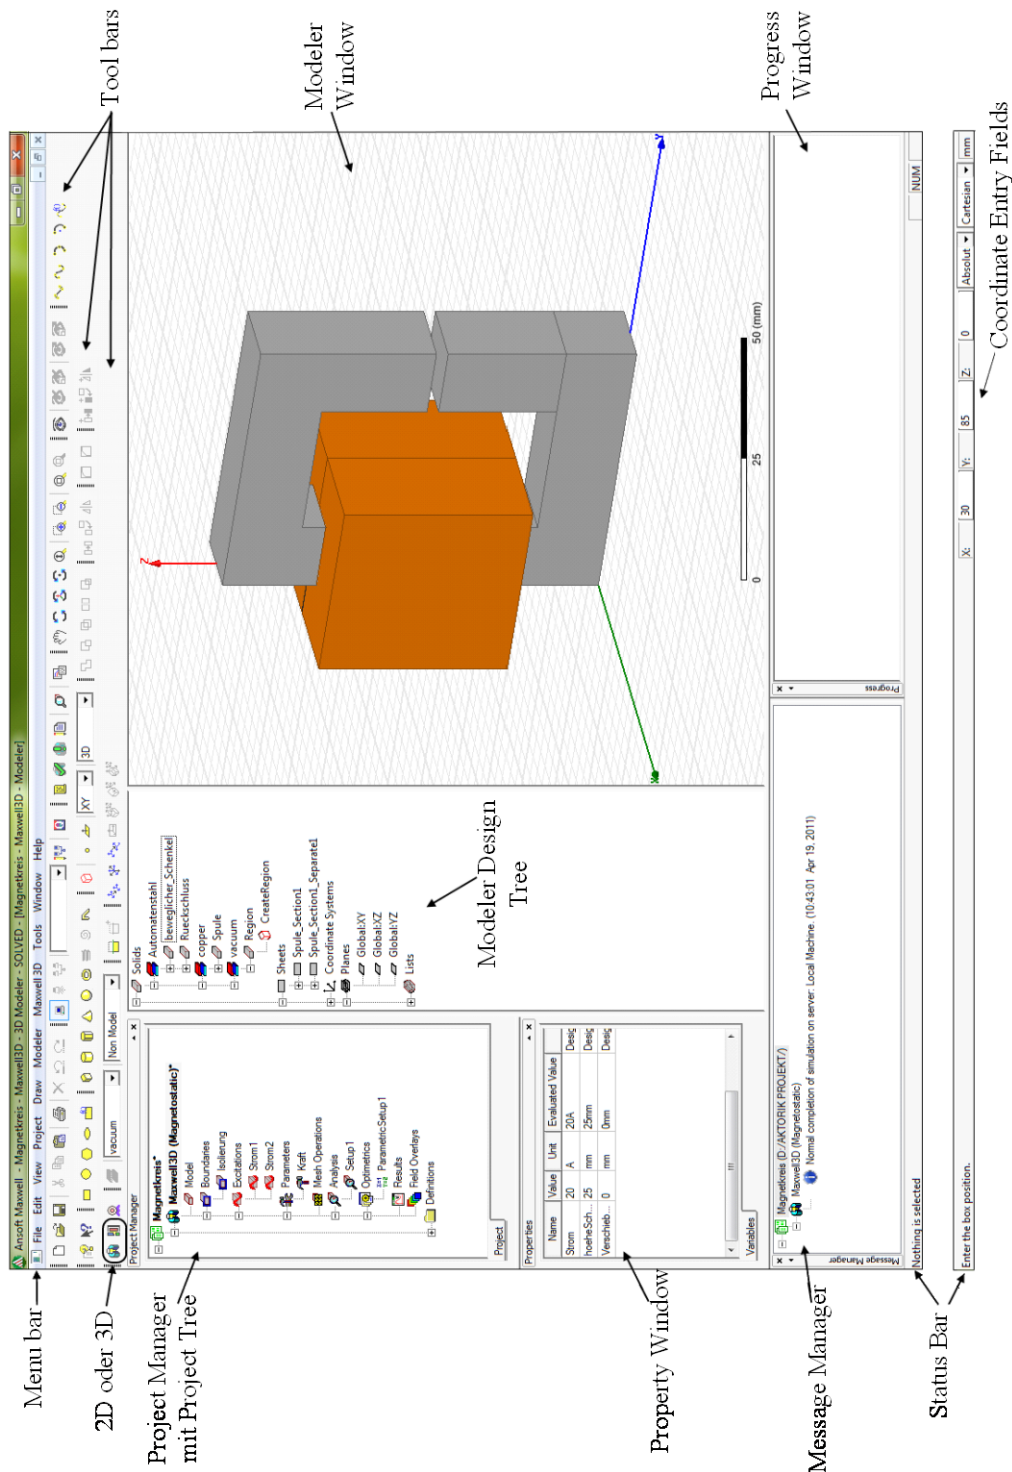 Ansoft Maxwell - Magnetkreis - Maxwell3D - 3D Modeler - SOLVED - [Magnetkreis - Maxwell3D - Modeler]
File Edit View Project Draw Modeler Maxwell 3D Tools Window Help
vacuum
Non Model
XY
3D
Menu bar
Tool bars
2D oder 3D
Project Manager
mit Project Tree
Project Manager
Magnetkreis*
Maxwell3D (Magnetostatic)*
Model
Boundaries
Isolierung
Excitations
Strom1
Strom2
Parameters
Kraft
Mesh Operations
Analysis
Setup1
Optimetrics
ParametricSetup1
Results
Field Overlays
Definitions
Project
Solids
Automatenstahl
beweglicher_Schenkel
Rueckschluss
copper
Spule
vacuum
Region
CreateRegion
Sheets
Spule_Section1
Spule_Section1_Separate1
Coordinate Systems
Planes
Global:XY
Global:XZ
Global:YZ
Lists
Modeler Design
Tree
Modeler
Window
Z
Y
X
0 25 50 (mm)
Property Window
Properties
Name Value Unit Evaluated Value
Strom 20 A 20A Desig
hoeheSch... 25 mm 25mm Desig
Verschieb... 0 mm 0mm Desig
Variables
Message Manager
Message Manager
Magnetkreis (D:/AKTORIK PROJEKT/)
Maxwell3D (Magnetostatic)
Normal completion of simulation on server: Local Machine. (10:43:01 Apr 19, 2011)
Progress
Progress
Window
Status Bar
Nothing is selected
NUM
Enter the box position.
X: 30 Y: 85 Z: 0 Absolut Cartesian mm
Coordinate Entry Fields